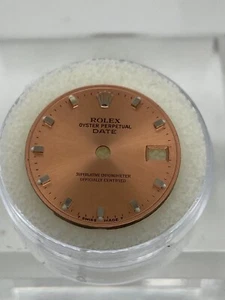 ROLEX
OYSTER PERPETUAL
DATE
SUPERLATIVE CHRONOMETER
OFFICIALLY CERTIFIED